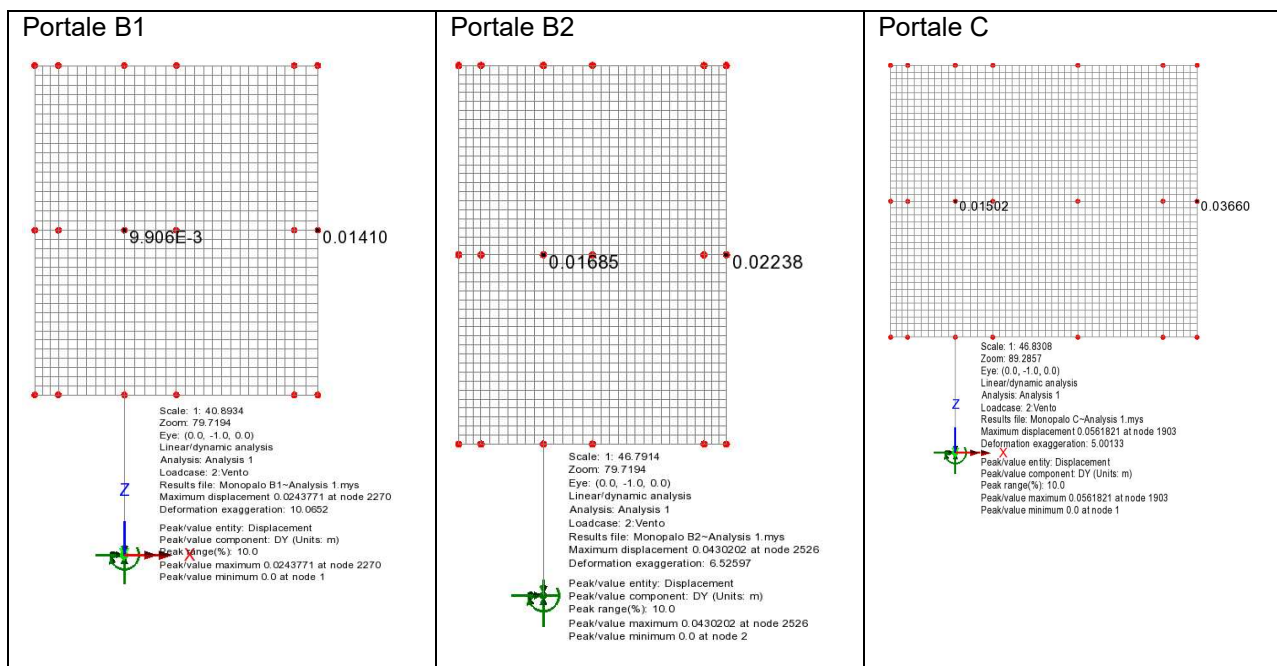 Portale B1
9.906E-3
0.01410
Scale: 1: 40.8934
Zoom: 79.7194
Eye: (0.0, -1.0, 0.0)
Linear/dynamic analysis
Analysis: Analysis 1
Loadcase: 2:Vento
Results file: Monopalo B1~Analysis 1.mys
Maximum displacement 0.0243771 at node 2270
Deformation exaggeration: 10.0652
Z
X
Peak/value entity: Displacement
Peak/value component: DY (Units: m)
Peak range(%): 10.0
Peak/value maximum 0.0243771 at node 2270
Peak/value minimum 0.0 at node 1
Portale B2
0.01685
0.02238
Scale: 1: 46.7914
Zoom: 79.7194
Eye: (0.0, -1.0, 0.0)
Linear/dynamic analysis
Analysis: Analysis 1
Loadcase: 2:Vento
Results file: Monopalo B2~Analysis 1.mys
Maximum displacement 0.0430202 at node 2526
Deformation exaggeration: 6.52597
Peak/value entity: Displacement
Peak/value component: DY (Units: m)
Peak range(%): 10.0
Peak/value maximum 0.0430202 at node 2526
Peak/value minimum 0.0 at node 2
Portale C
0.01502
0.03660
Scale: 1: 46.8308
Zoom: 89.2857
Eye: (0.0, -1.0, 0.0)
Linear/dynamic analysis
Analysis: Analysis 1
Loadcase: 2:Vento
Results file: Monopalo C~Analysis 1.mys
Maximum displacement 0.0561821 at node 1903
Deformation exaggeration: 5.00133
Z
X
Peak/value entity: Displacement
Peak/value component: DY (Units: m)
Peak range(%): 10.0
Peak/value maximum 0.0561821 at node 1903
Peak/value minimum 0.0 at node 1